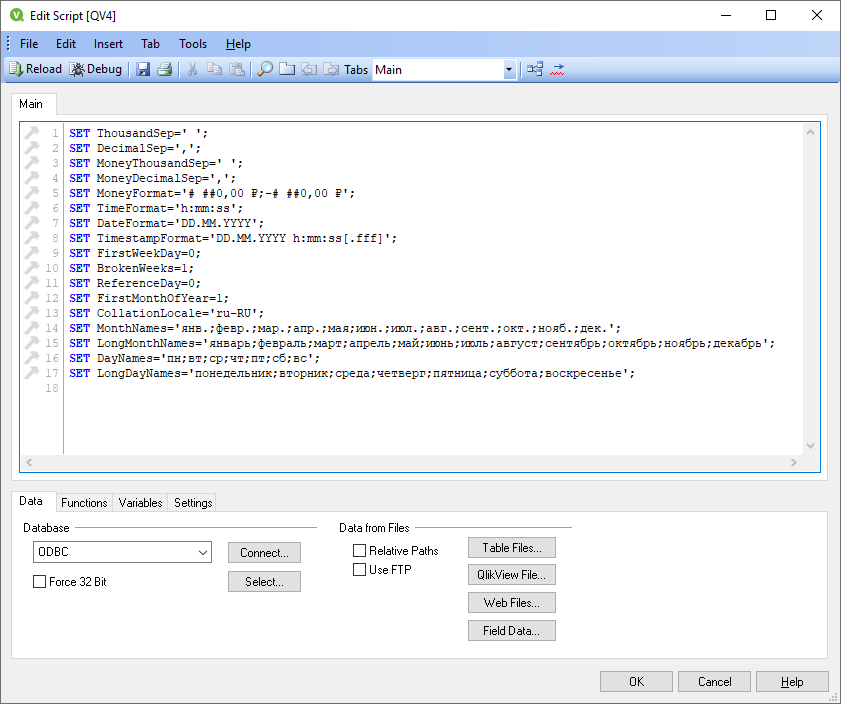 Edit Script [QV4]
File Edit Insert Tab Tools Help
Reload Debug Tabs Main
Main
1 SET ThousandSep=' ';
2 SET DecimalSep=',';
3 SET MoneyThousandSep=' ';
4 SET MoneyDecimalSep=',';
5 SET MoneyFormat='# ##0,00 ₽;-# ##0,00 ₽';
6 SET TimeFormat='h:mm:ss';
7 SET DateFormat='DD.MM.YYYY';
8 SET TimestampFormat='DD.MM.YYYY h:mm:ss[.fff]';
9 SET FirstWeekDay=0;
10 SET BrokenWeeks=1;
11 SET ReferenceDay=0;
12 SET FirstMonthOfYear=1;
13 SET CollationLocale='ru-RU';
14 SET MonthNames='янв.;февр.;мар.;апр.;мая;июн.;июл.;авг.;сент.;окт.;нояб.;дек.';
15 SET LongMonthNames='январь;февраль;март;апрель;май;июнь;июль;август;сентябрь;октябрь;ноябрь;декабрь';
16 SET DayNames='пн;вт;ср;чт;пт;сб;вс';
17 SET LongDayNames='понедельник;вторник;среда;четверг;пятница;суббота;воскресенье';
18
Data Functions Variables Settings
Database
ODBC
Connect...
Force 32 Bit
Select...
Data from Files
Relative Paths
Use FTP
Table Files...
QlikView File...
Web Files...
Field Data...
OK Cancel Help